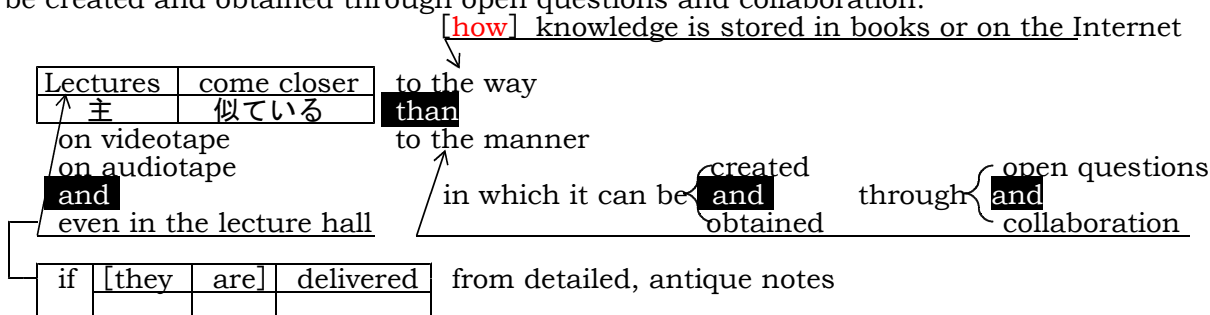 be created and obtained through open questions and collaboration.
[how] knowledge is stored in books or on the Internet
Lectures come closer to the way
主 似ている than
on videotape to the manner
on audiotape created open questions
and in which it can be and through and
even in the lecture hall obtained collaboration
if [they are] delivered from detailed, antique notes